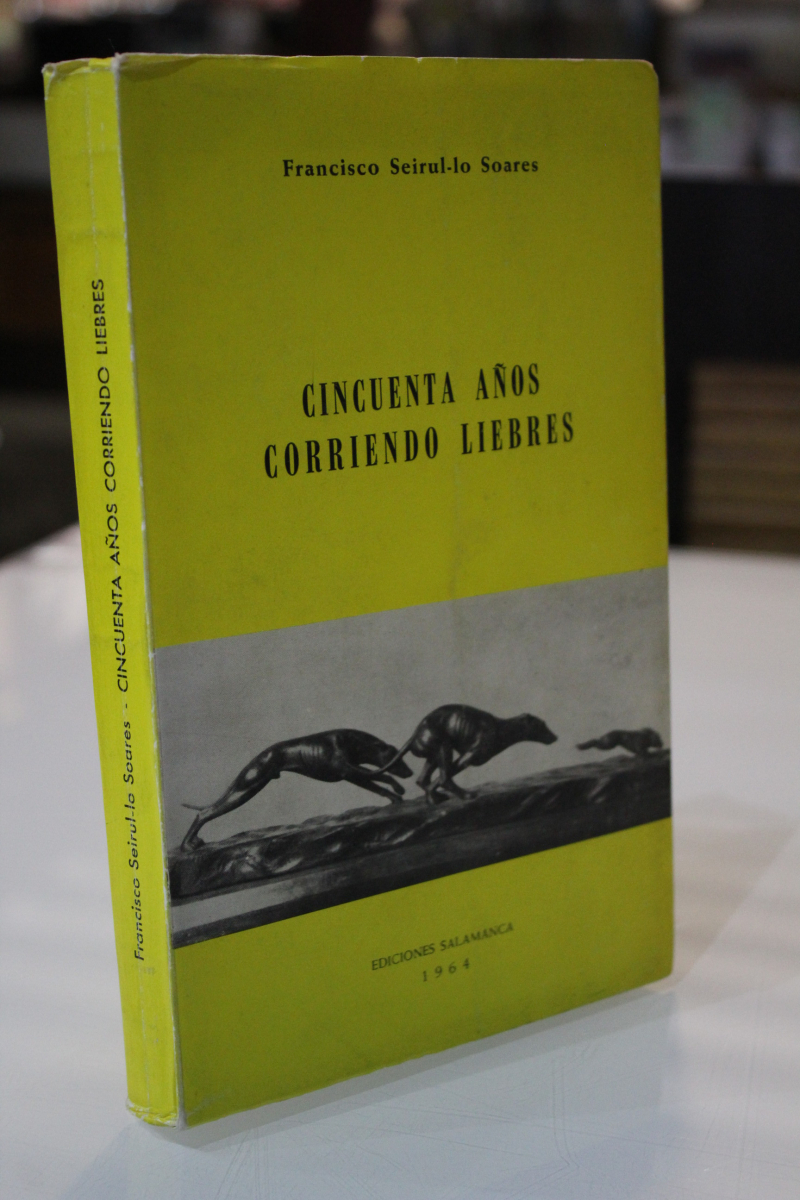 Francisco Seirul-lo Soares
CINCUENTA AÑOS
CORRIENDO LIEBRES
EDICIONES SALAMANCA
1964
Francisco Seirul-lo Soares - CINCUENTA AÑOS CORRIENDO LIEBRES